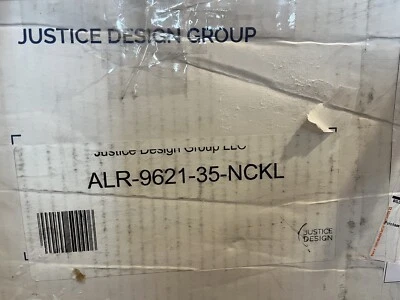 JUSTICE DESIGN GROUP
Justice Design Group LLC
ALR-9621-35-NCKL
JUSTICE
DESIGN